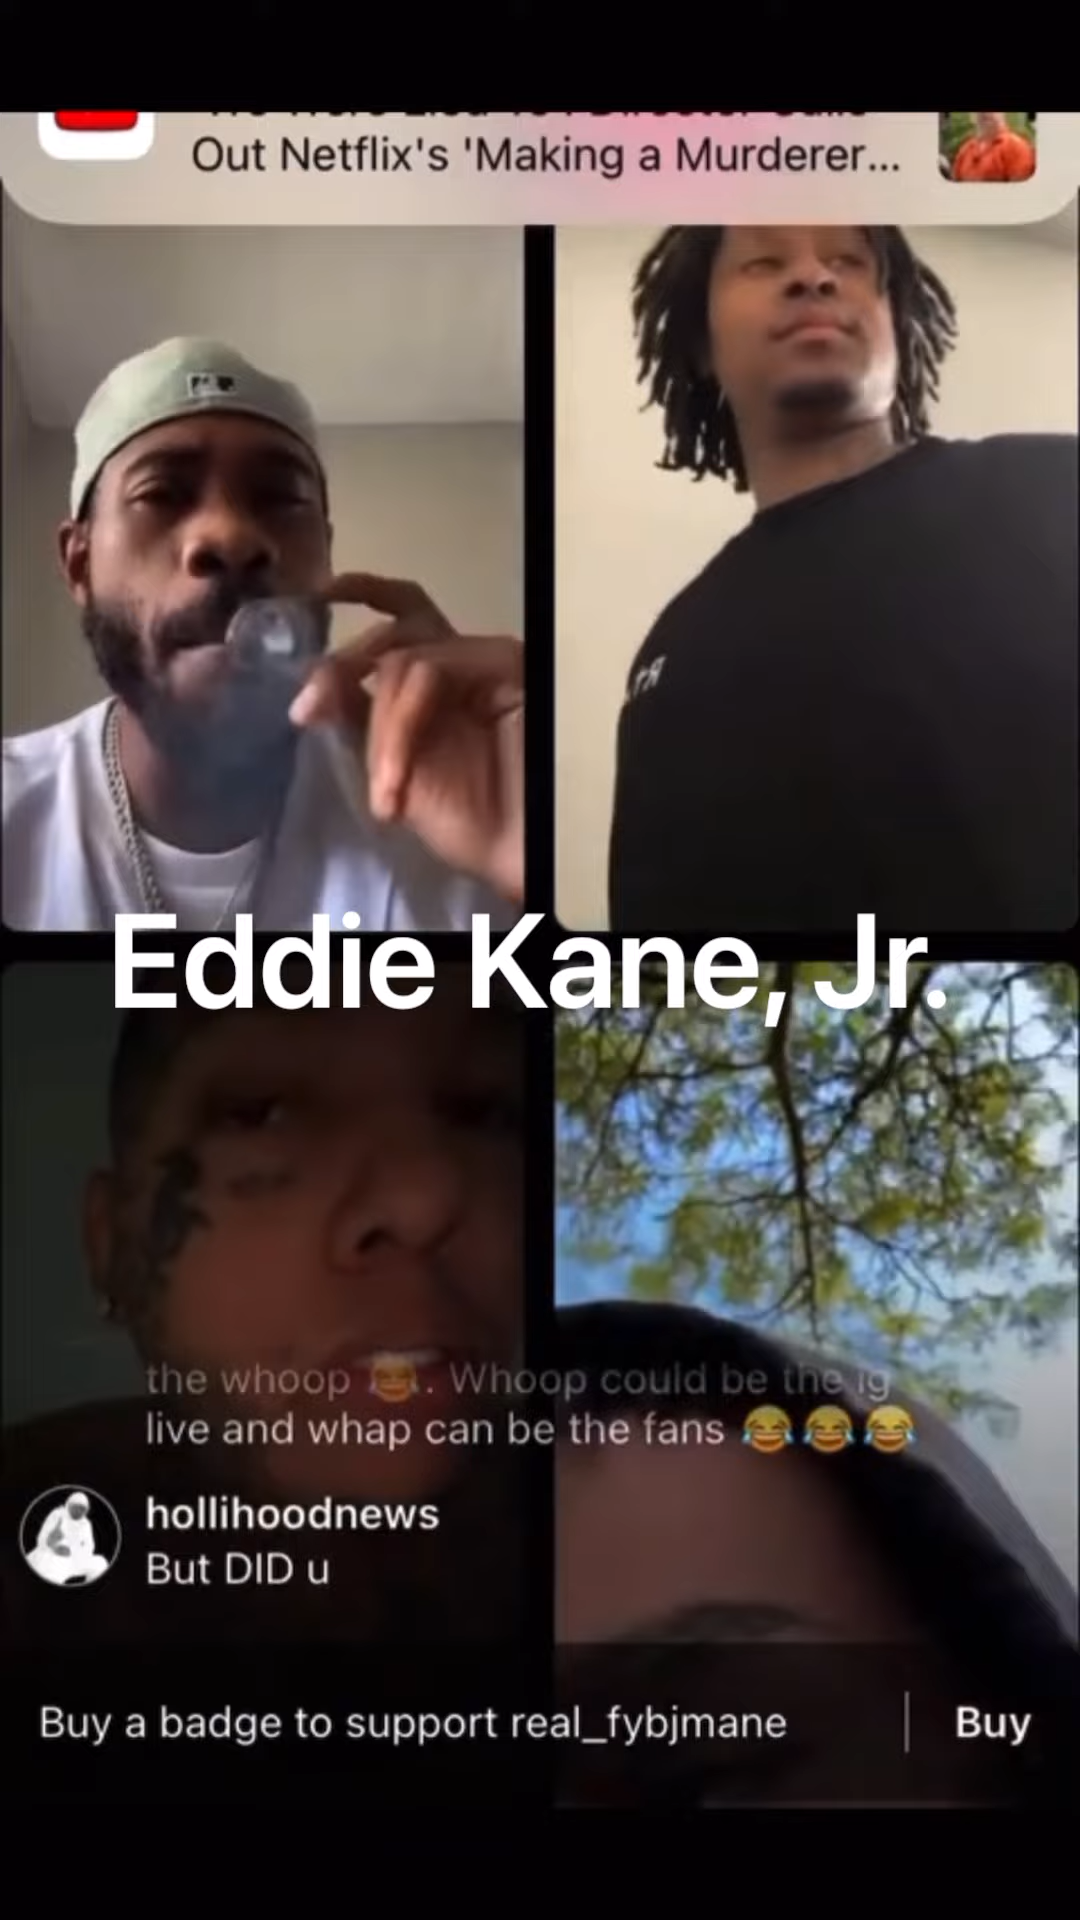 Out Netflix's 'Making a Murderer...
Eddie Kane, Jr.
the whoop 😂. Whoop could be the ig
live and whap can be the fans 😂😂😂
hollihoodnews
But DID u
Buy a badge to support real_fybjmane
Buy